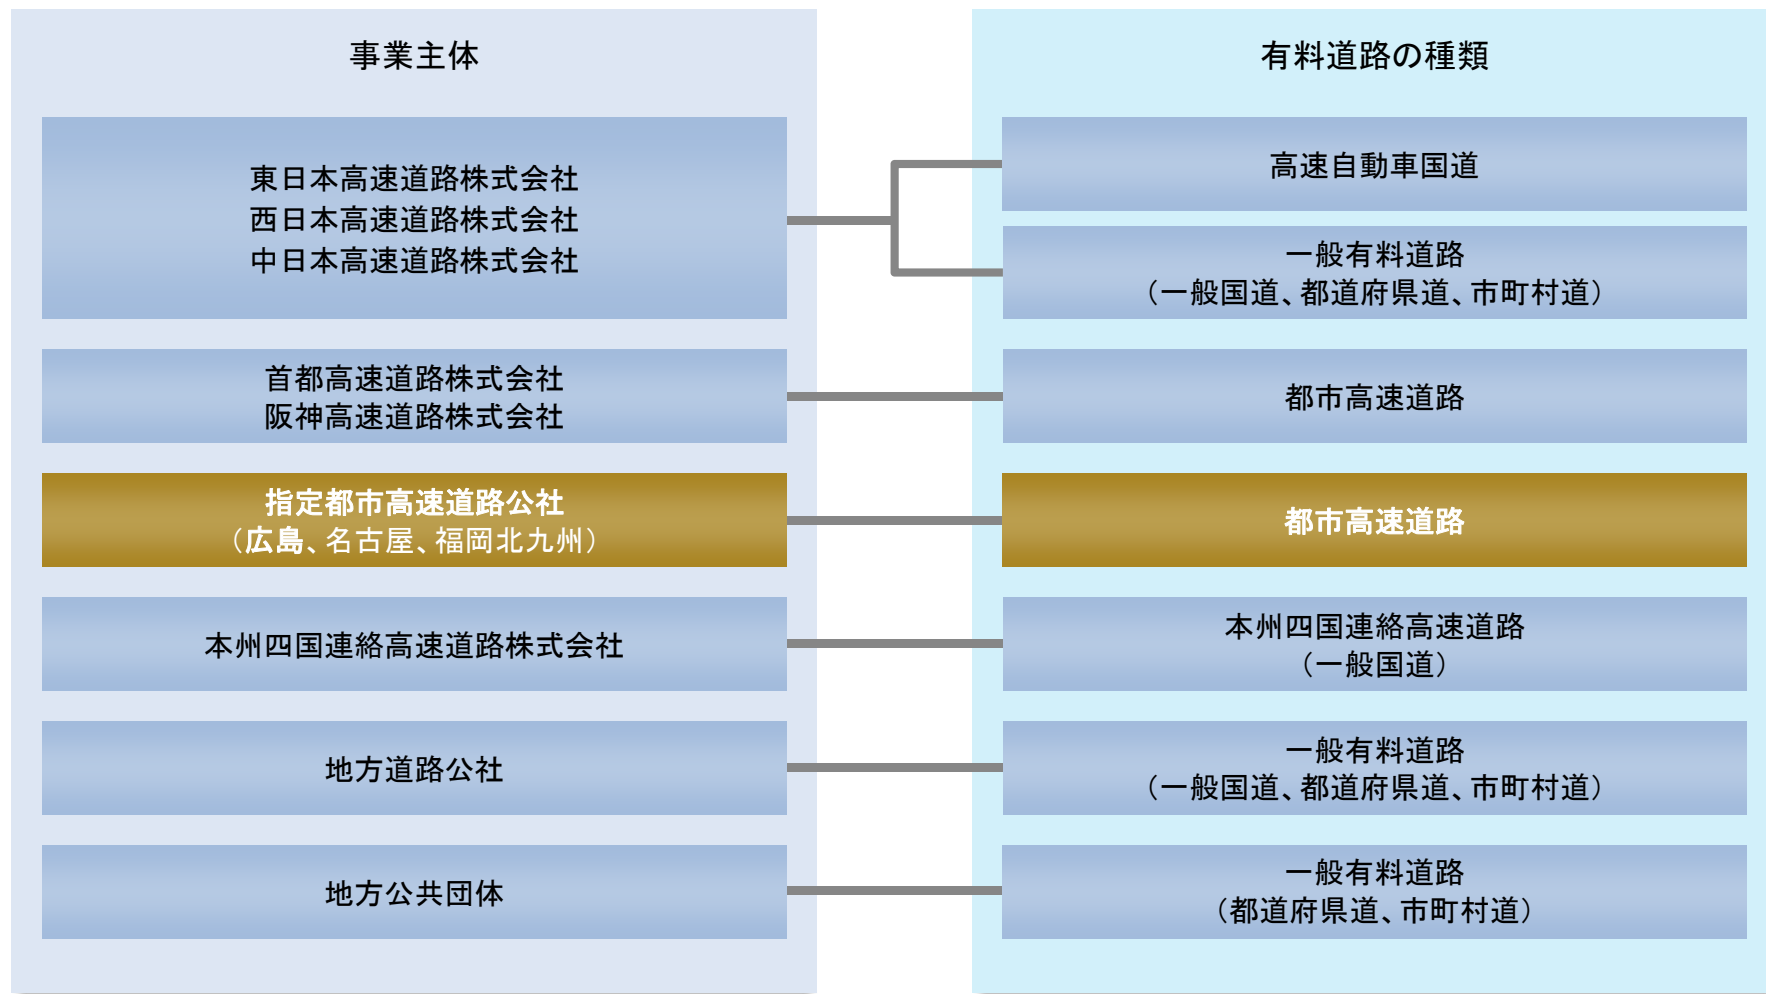 事業主体
東日本高速道路株式会社
西日本高速道路株式会社
中日本高速道路株式会社
首都高速道路株式会社
阪神高速道路株式会社
指定都市高速道路公社
（広島、名古屋、福岡北九州）
本州四国連絡高速道路株式会社
地方道路公社
地方公共団体
有料道路の種類
高速自動車国道
一般有料道路
（一般国道、都道府県道、市町村道）
都市高速道路
都市高速道路
本州四国連絡高速道路
（一般国道）
一般有料道路
（一般国道、都道府県道、市町村道）
一般有料道路
（都道府県道、市町村道）